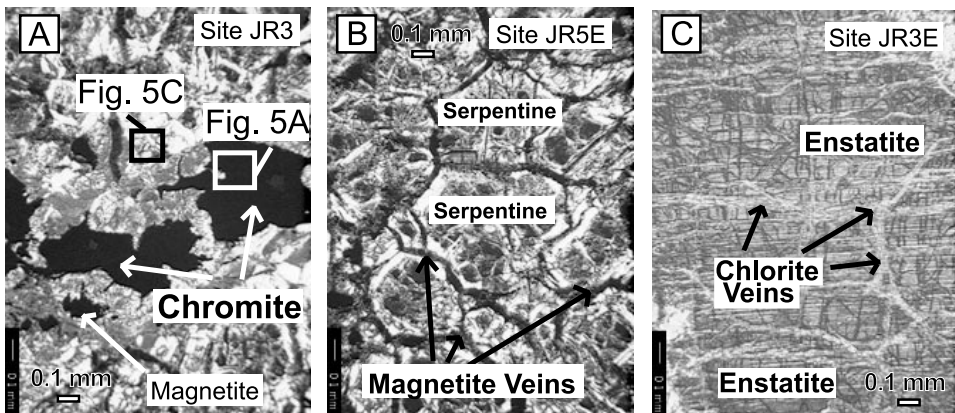 A
Site JR3
Fig. 5C
Fig. 5A
Chromite
Magnetite
0.1 mm
B
0.1 mm
Site JR5E
Serpentine
Serpentine
Magnetite Veins
C
Site JR3E
Enstatite
Chlorite
Veins
Enstatite
0.1 mm